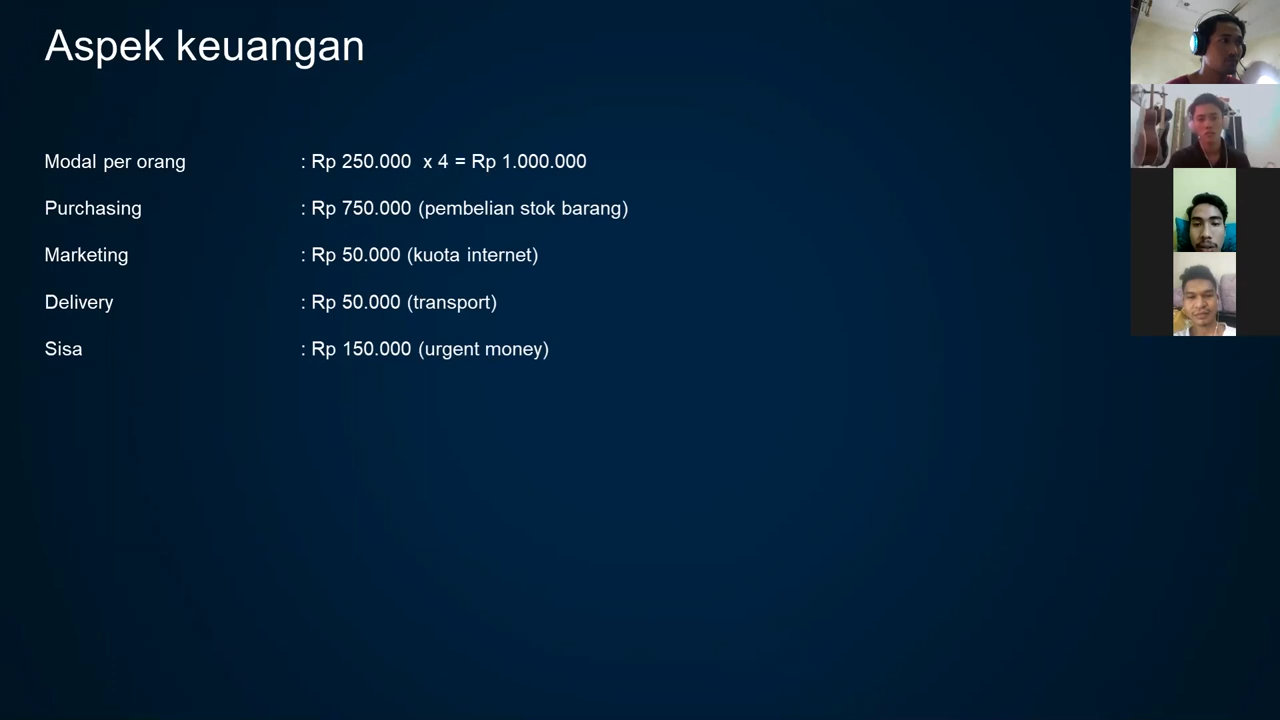 Aspek keuangan
Modal per orang : Rp 250.000 x 4 = Rp 1.000.000
Purchasing : Rp 750.000 (pembelian stok barang)
Marketing : Rp 50.000 (kuota internet)
Delivery : Rp 50.000 (transport)
Sisa : Rp 150.000 (urgent money)